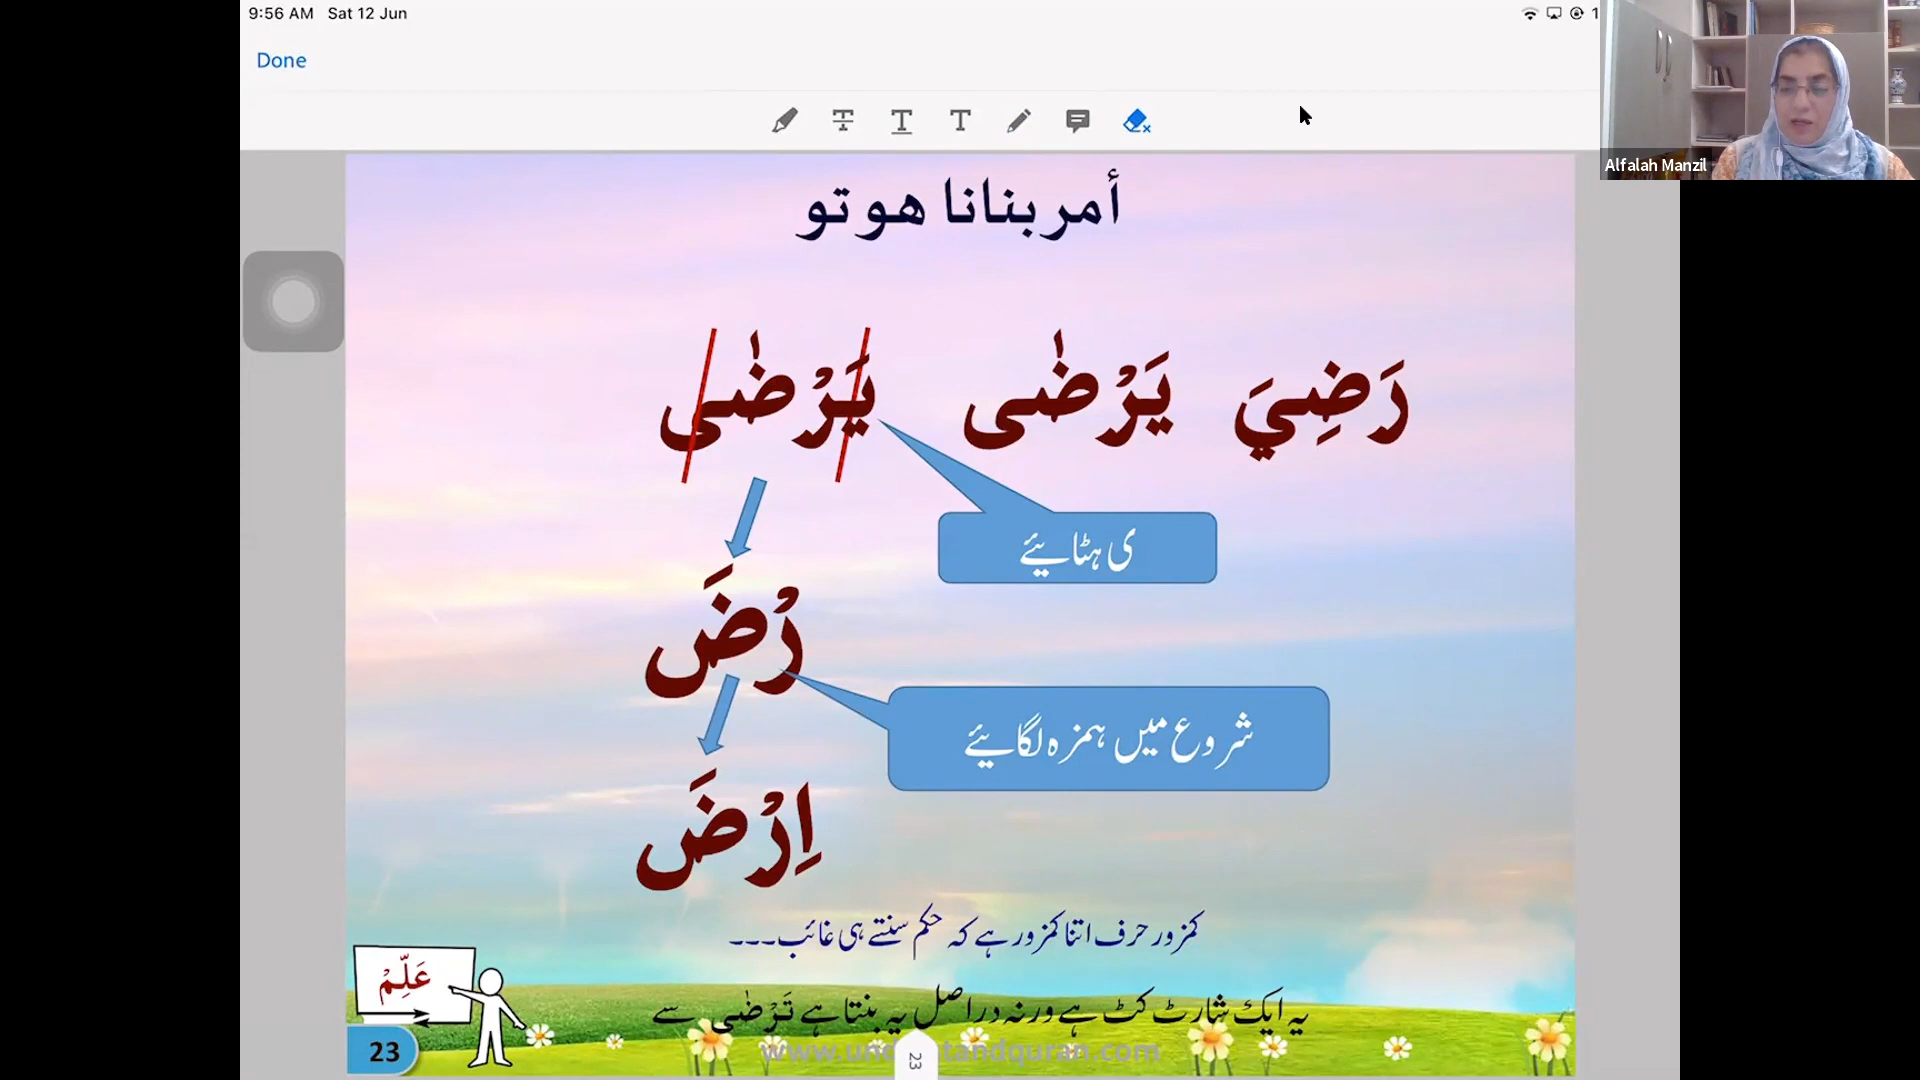 9:56 AM Sat 12 Jun
Done
Alfalah Manzil
أمر بنانا هو تو
رَضِيَ يَرْضٰى يَرْضٰى
ی ہٹایئے
رْضَ
شروع میں ہمزہ لگایئے
اِرْضَ
کمزور حرف اتنا کمزور ہے کہ حکم سنتے ہی غائب۔۔۔
عَلِّمْ
یہ ایک شارٹ کٹ ہے ورنہ دراصل یہ بنتا ہے تَرْضٰى سے
23
23